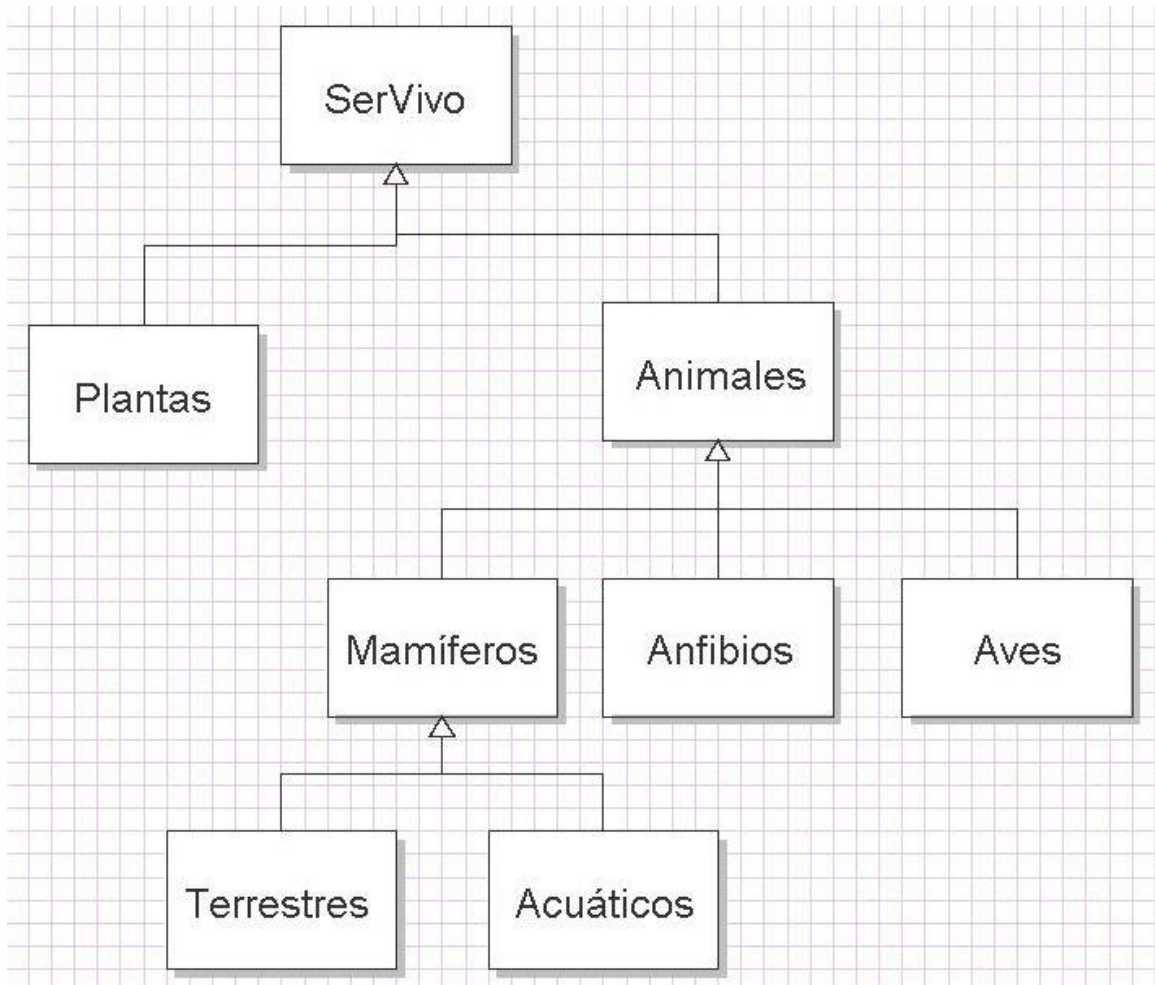 SerVivo
Plantas
Animales
Mamíferos
Anfibios
Aves
Terrestres
Acuáticos